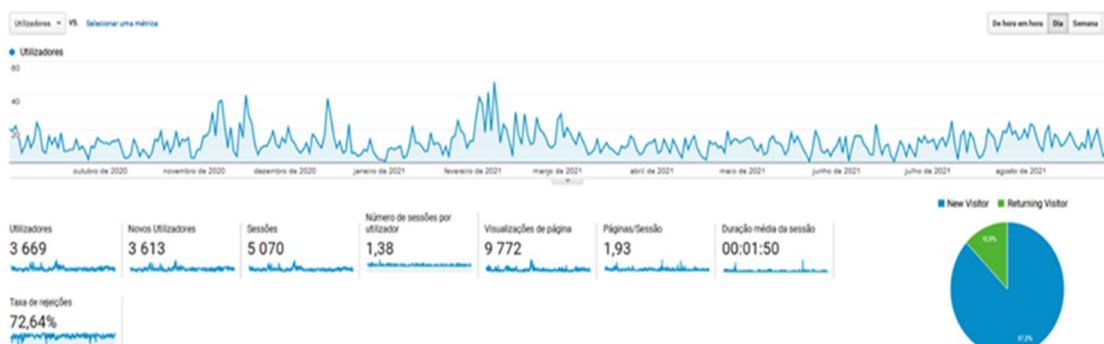 Utilizadores VS. Selecionar uma métrica
De hora em hora Dia Semana
Utilizadores
60
40
20
outubro de 2020 novembro de 2020 dezembro de 2020 janeiro de 2021 fevereiro de 2021 março de 2021 abril de 2021 maio de 2021 junho de 2021 julho de 2021 agosto de 2021
New Visitor Returning Visitor
Utilizadores
3 669
Novos Utilizadores
3 613
Sessões
5 070
Número de sessões por
utilizador
1,38
Visualizações de página
9 772
Páginas/Sessão
1,93
Duração média da sessão
00:01:50
Taxa de rejeições
72,64%